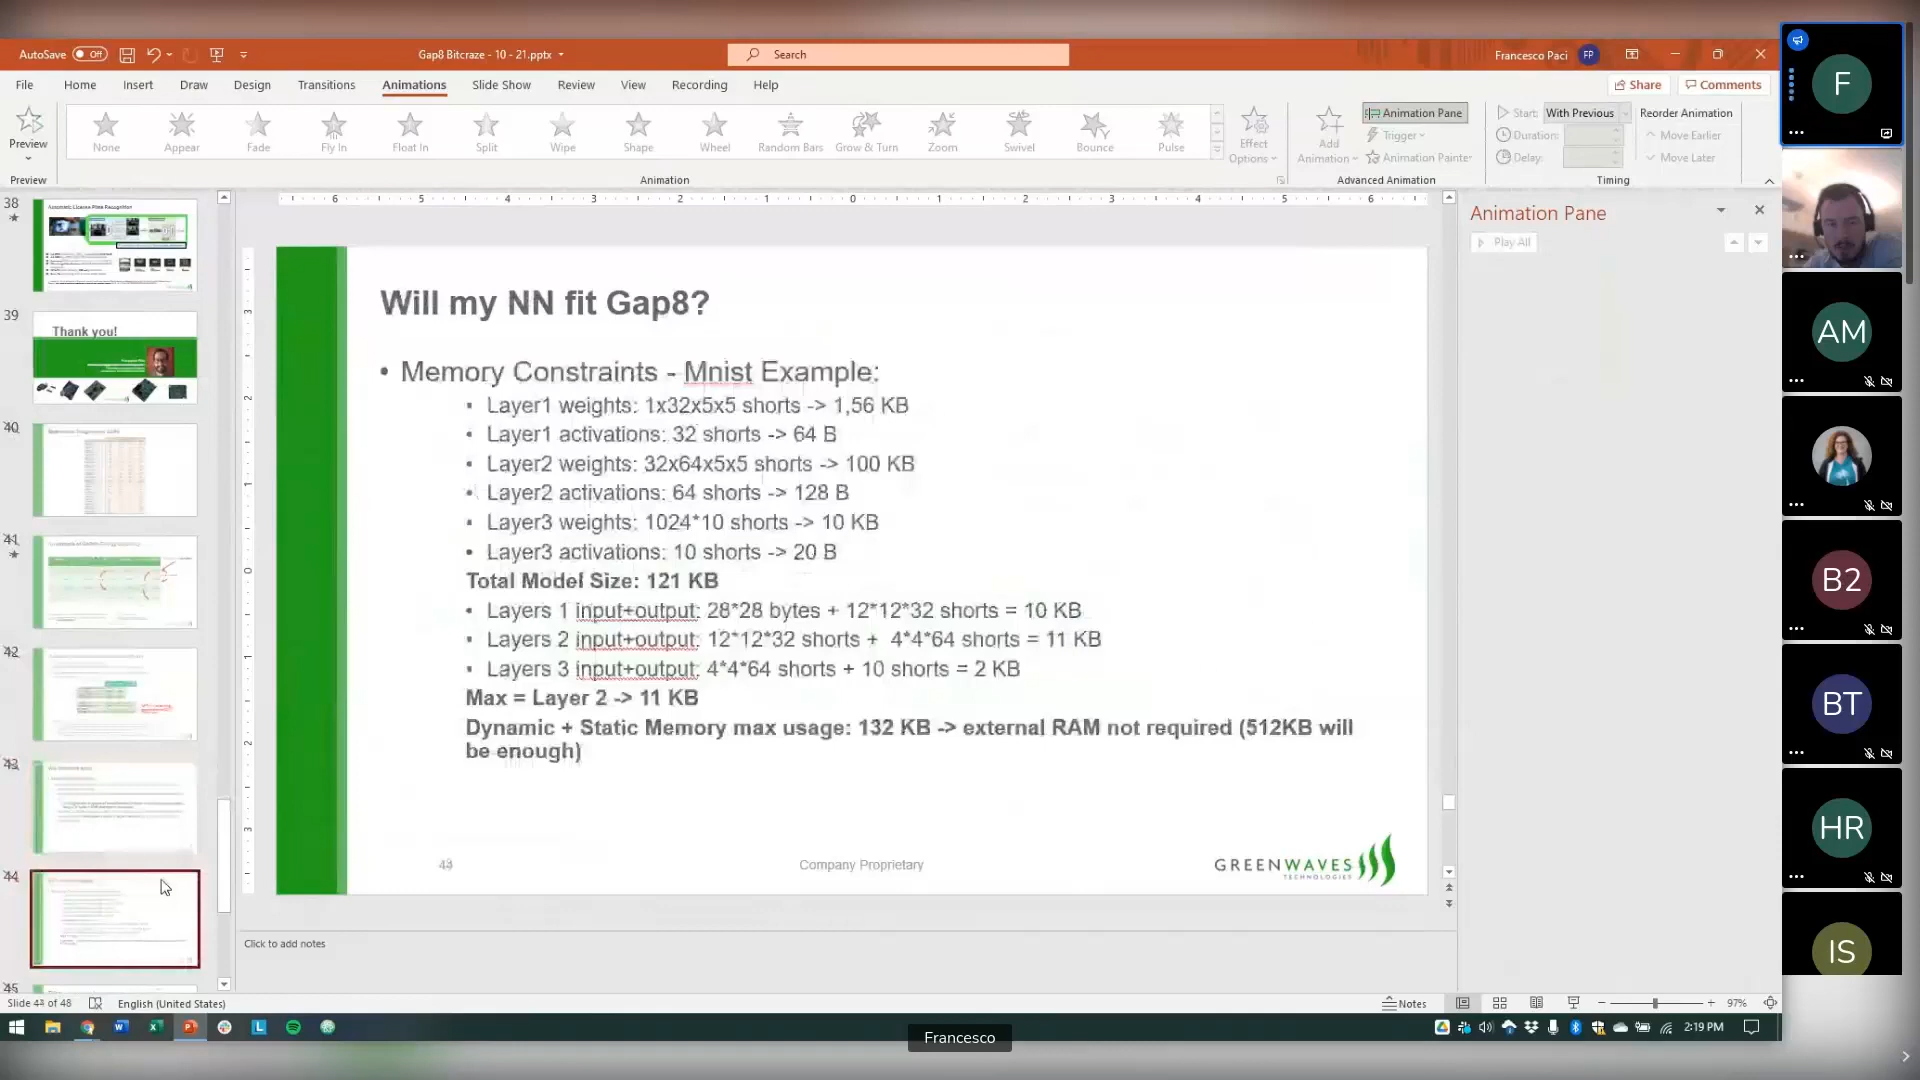 AutoSave Off
Gap8 Bitcraze - 10 - 21.pptx
Search
Francesco Paci FP
File Home Insert Draw Design Transitions Animations Slide Show Review View Recording Help
Share Comments
Preview
None Appear Fade Fly In Float In Split Wipe Shape Wheel Random Bars Grow & Turn Zoom Swivel Bounce Pulse
Effect Options
Add Animation
Animation Pane
Trigger
Animation Painter
Start: With Previous
Duration:
Delay:
Reorder Animation
Move Earlier
Move Later
Preview Animation Advanced Animation Timing
38
39
Thank you!
40
41
42
43
44
45
Will my NN fit Gap8?
• Memory Constraints - Mnist Example:
• Layer1 weights: 1x32x5x5 shorts -> 1,56 KB
• Layer1 activations: 32 shorts -> 64 B
• Layer2 weights: 32x64x5x5 shorts -> 100 KB
• Layer2 activations: 64 shorts -> 128 B
• Layer3 weights: 1024*10 shorts -> 10 KB
• Layer3 activations: 10 shorts -> 20 B
Total Model Size: 121 KB
• Layers 1 input+output: 28*28 bytes + 12*12*32 shorts = 10 KB
• Layers 2 input+output: 12*12*32 shorts + 4*4*64 shorts = 11 KB
• Layers 3 input+output: 4*4*64 shorts + 10 shorts = 2 KB
Max = Layer 2 -> 11 KB
Dynamic + Static Memory max usage: 132 KB -> external RAM not required (512KB will
be enough)
Company Proprietary
GREENWAVES
TECHNOLOGIES
Click to add notes
Animation Pane
Play All
Slide 44 of 48 English (United States)
Notes 97%
2:19 PM
Francesco
F
AM
B2
BT
HR
IS